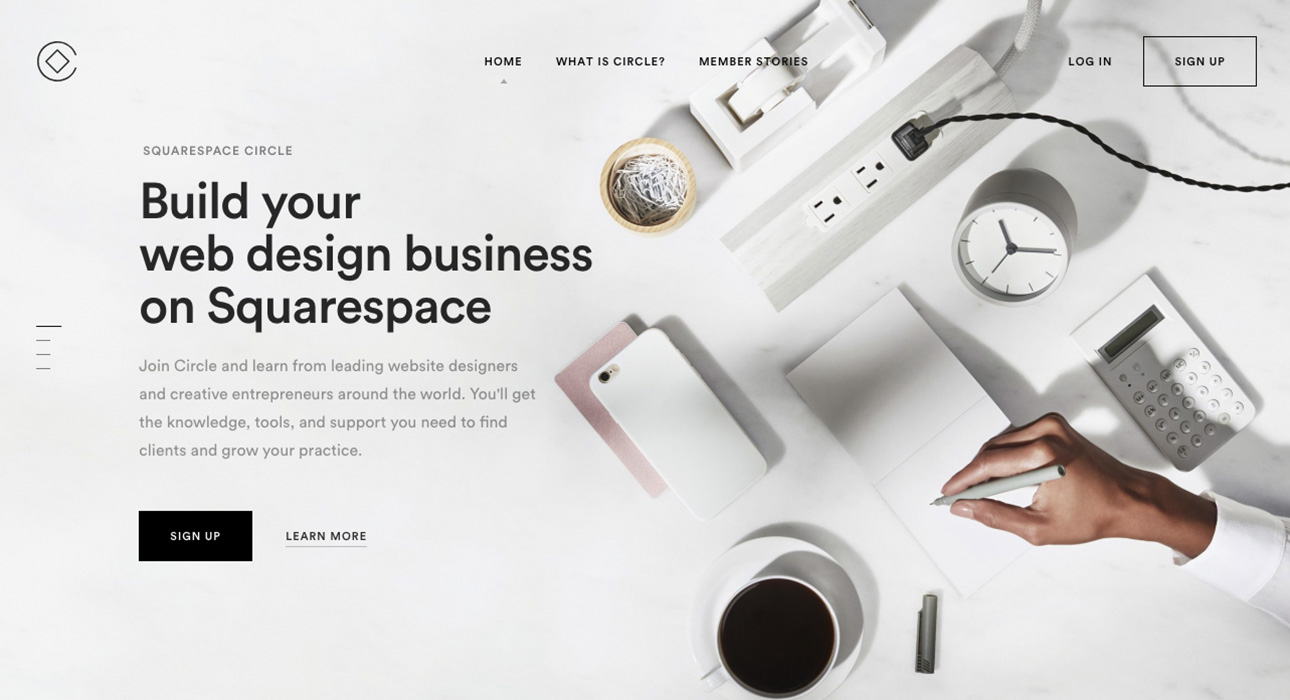 HOME
WHAT IS CIRCLE?
MEMBER STORIES
LOG IN
SIGN UP
SQUARESPACE CIRCLE
Build your
web design business
on Squarespace
Join Circle and learn from leading website designers
and creative entrepreneurs around the world. You'll get
the knowledge, tools, and support you need to find
clients and grow your practice.
SIGN UP
LEARN MORE